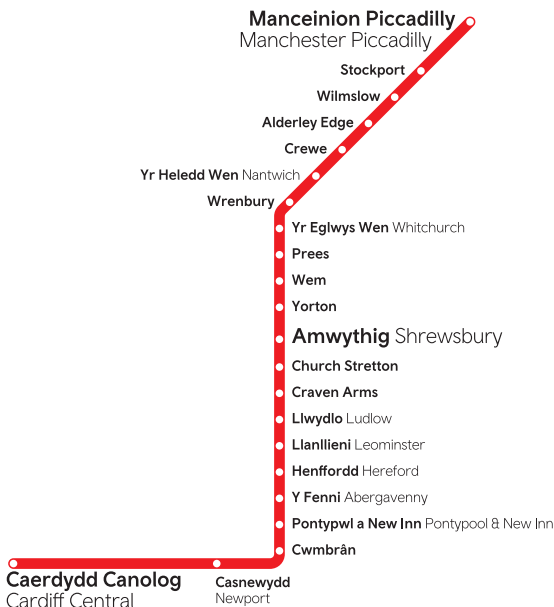 Manceinion Piccadilly
Manchester Piccadilly
Stockport
Wilmslow
Alderley Edge
Crewe
Yr Heledd Wen Nantwich
Wrenbury
Yr Eglwys Wen Whitchurch
Prees
Wem
Yorton
Amwythig Shrewsbury
Church Stretton
Craven Arms
Llwydlo Ludlow
Llanllieni Leominster
Henffordd Hereford
Y Fenni Abergavenny
Pontypwl a New Inn Pontypool & New Inn
Cwmbrân
Caerdydd Canolog
Cardiff Central
Casnewydd
Newport